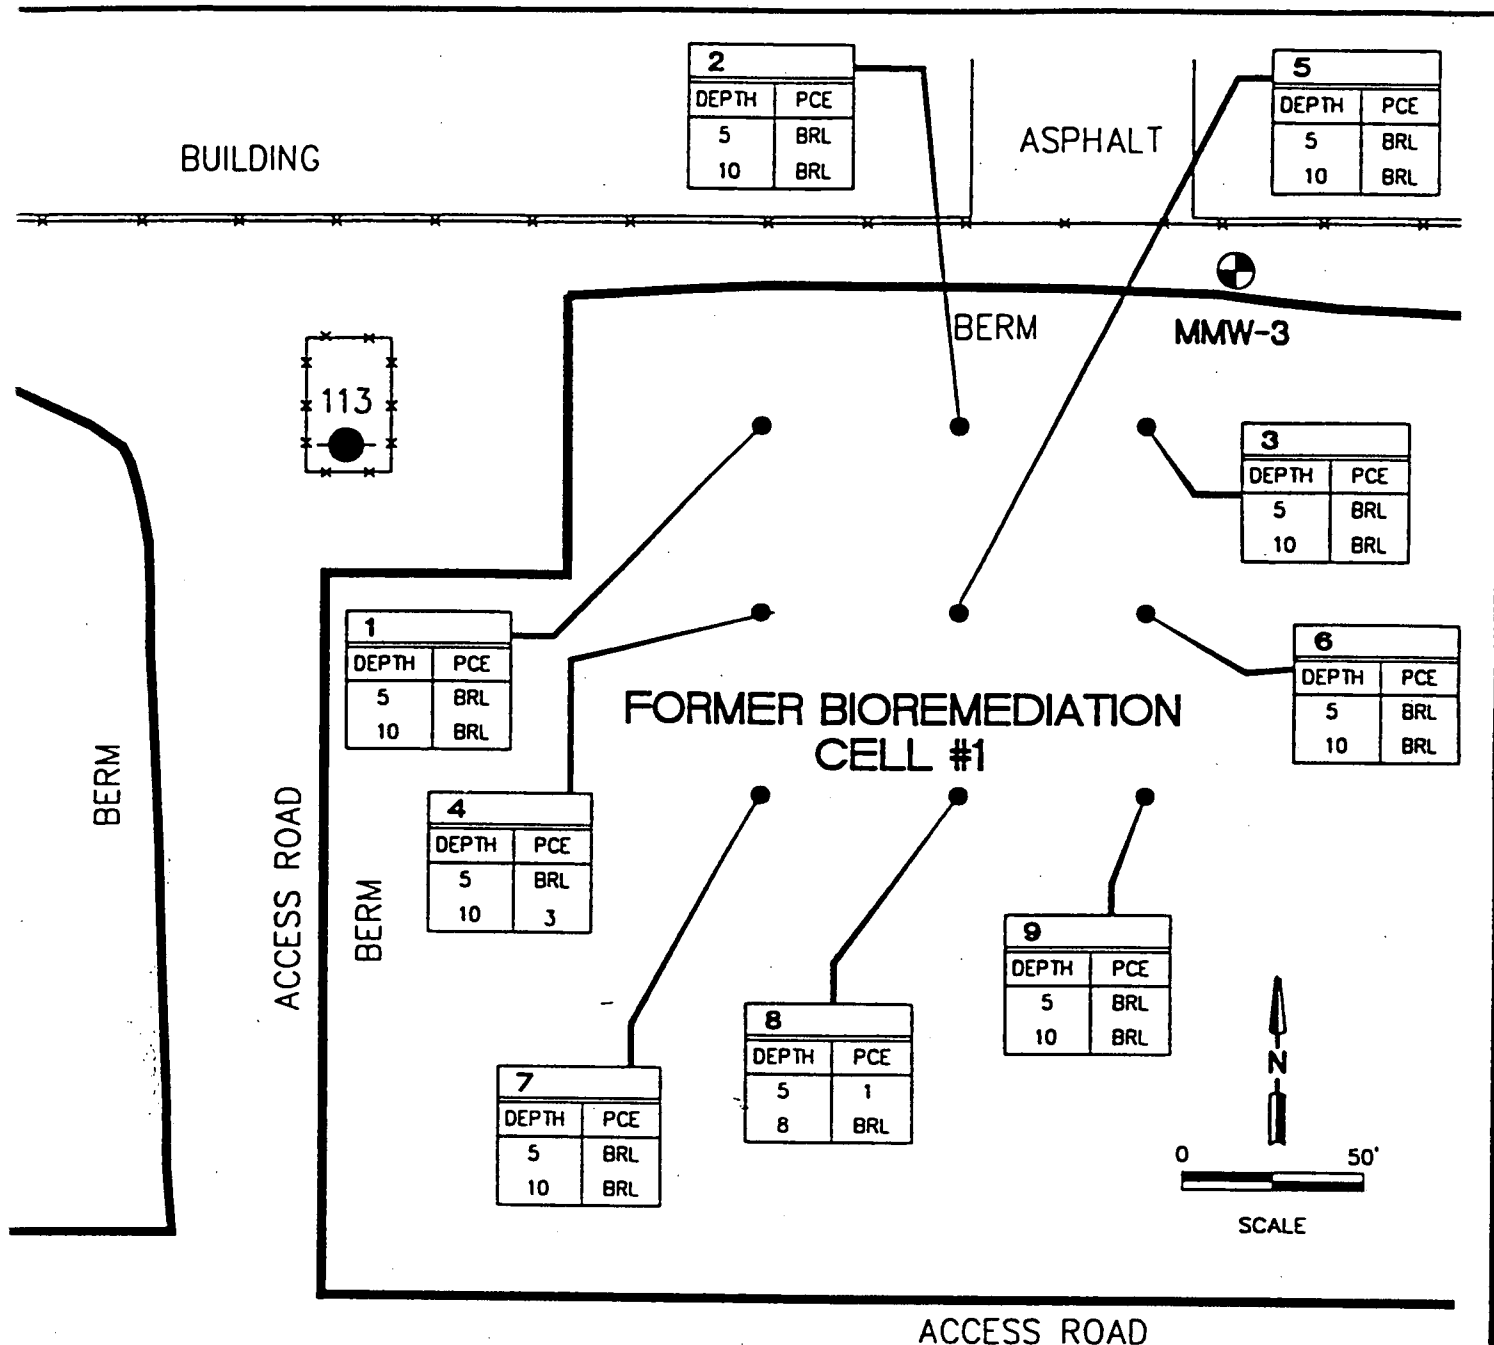 2
DEPTH PCE
5 BRL
10 BRL
5
DEPTH PCE
5 BRL
10 BRL
BUILDING
ASPHALT
BERM
MMW-3
113
3
DEPTH PCE
5 BRL
10 BRL
1
DEPTH PCE
5 BRL
10 BRL
6
DEPTH PCE
5 BRL
10 BRL
FORMER BIOREMEDIATION
CELL #1
BERM
ACCESS ROAD
BERM
4
DEPTH PCE
5 BRL
10 3
9
DEPTH PCE
5 BRL
10 BRL
8
DEPTH PCE
5 1
8 BRL
7
DEPTH PCE
5 BRL
10 BRL
N
0 50'
SCALE
ACCESS ROAD